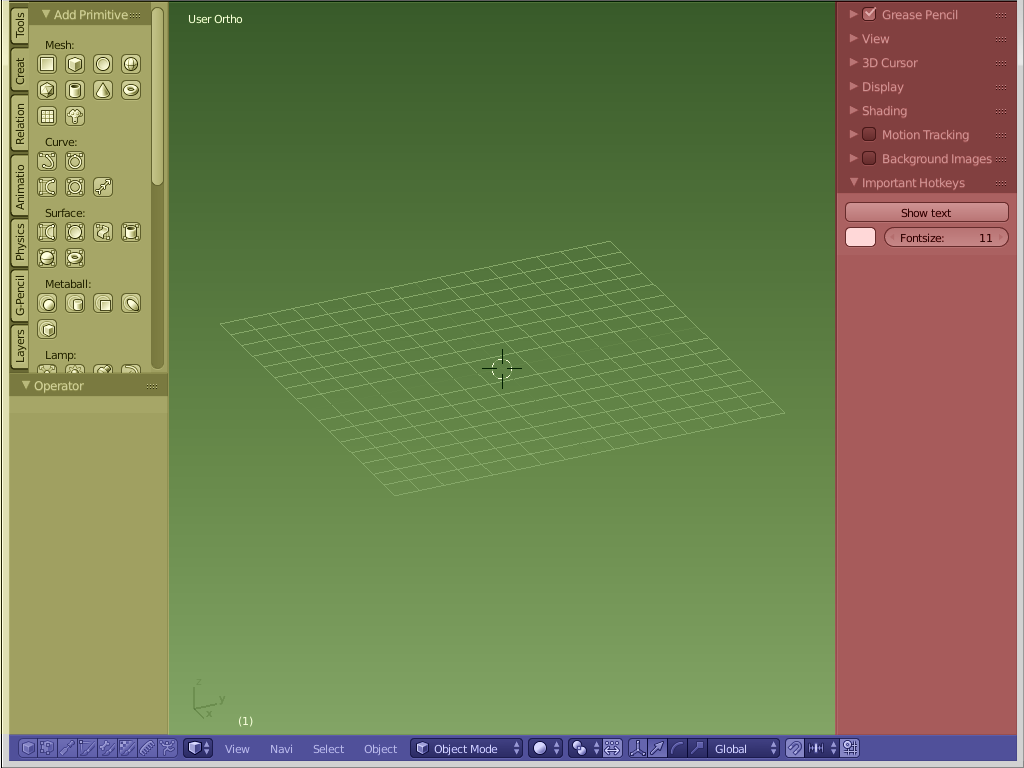 Tools
Creat
Relation
Animatio
Physics
G-Pencil
Layers
Add Primitive
Mesh:
Curve:
Surface:
Metaball:
Lamp:
Operator
User Ortho
z
y
x
(1)
Grease Pencil
View
3D Cursor
Display
Shading
Motion Tracking
Background Images
Important Hotkeys
Show text
Fontsize: 11
View Navi Select Object Object Mode Global